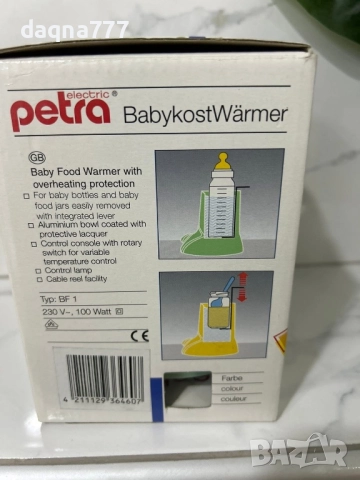 daqna777
electric
petra®
BabykostWärmer
GB
Baby Food Warmer with
overheating protection
For baby bottles and baby
food jars easily removed
with integrated lever
Aluminium bowl coated with
protective lacquer
Control console with rotary
switch for variable
temperature control
Control lamp
Cable reel facility
Typ: BF 1
230 V~, 100 Watt
CE
4 211129 364607
Farbe
colour
couleur
BAZAR